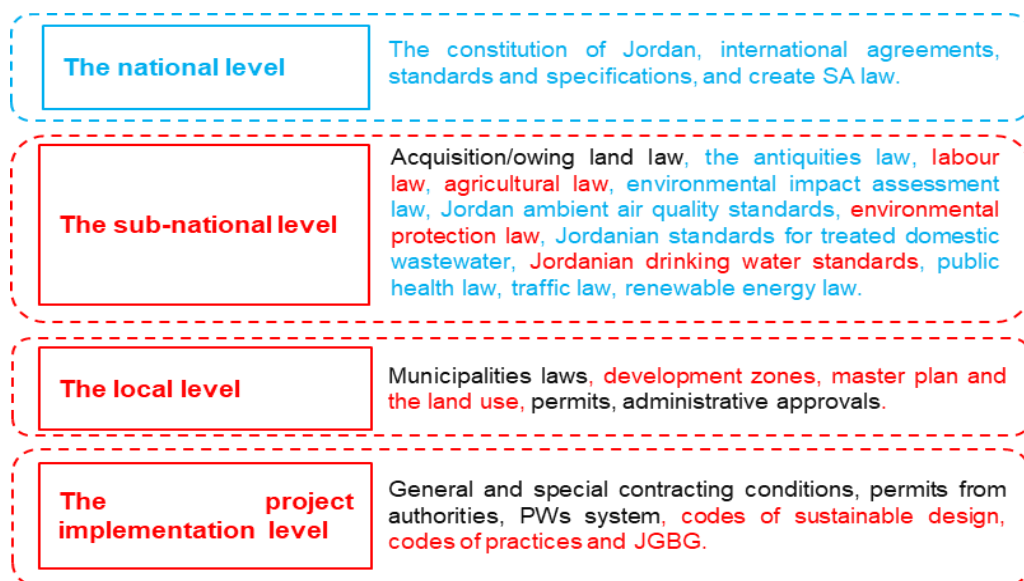 The national level
The constitution of Jordan, international agreements,
standards and specifications, and create SA law.
The sub-national level
Acquisition/owing land law, the antiquities law, labour
law, agricultural law, environmental impact assessment
law, Jordan ambient air quality standards, environmental
protection law, Jordanian standards for treated domestic
wastewater, Jordanian drinking water standards, public
health law, traffic law, renewable energy law.
The local level
Municipalities laws, development zones, master plan and
the land use, permits, administrative approvals.
The project
implementation level
General and special contracting conditions, permits from
authorities, PWs system, codes of sustainable design,
codes of practices and JGBG.